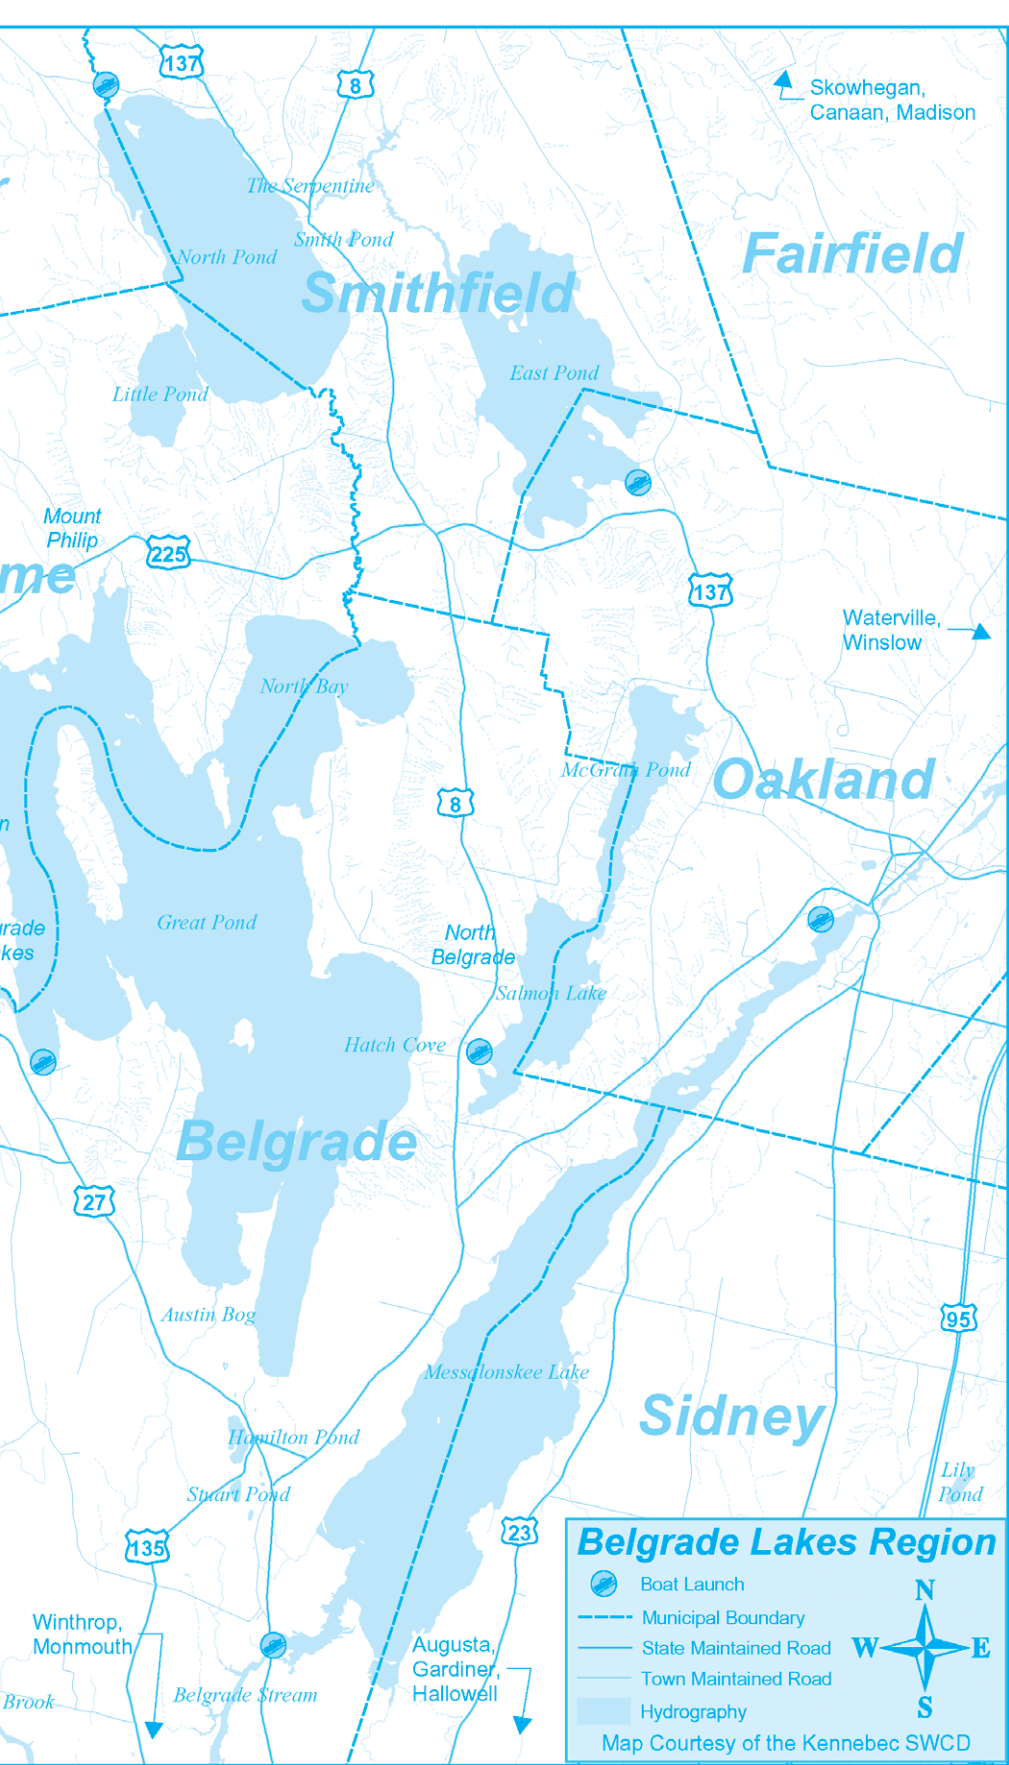 137
8
Skowhegan,
Canaan, Madison
The Serpentine
Smith Pond
North Pond
Fairfield
Smithfield
East Pond
Little Pond
Mount
Philip
225
me
137
Waterville,
Winslow
North Bay
McGrath Pond
Oakland
8
n
Great Pond
grade
kes
North
Belgrade
Salmon Lake
Hatch Cove
Belgrade
27
Austin Bog
95
Messalonskee Lake
Sidney
Hamilton Pond
Lily
Pond
Stuart Pond
135
23
Belgrade Lakes Region
Boat Launch
Municipal Boundary
State Maintained Road
Town Maintained Road
Hydrography
N
W
E
S
Map Courtesy of the Kennebec SWCD
Winthrop,
Monmouth
Augusta,
Gardiner,
Hallowell
Belgrade Stream
Brook